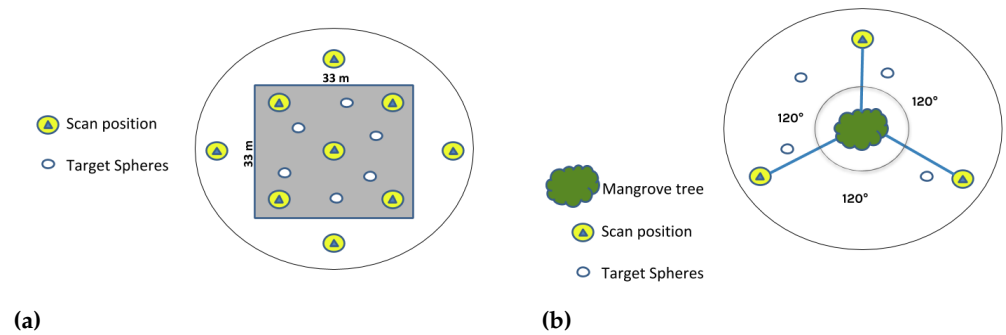 33 m
33 m
Scan position
Target Spheres
(a)
120°
120°
120°
Mangrove tree
Scan position
Target Spheres
(b)